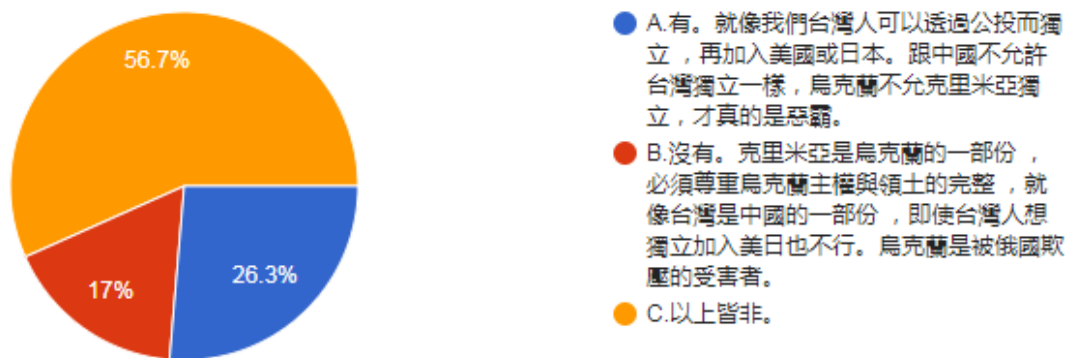 56.7%
17%
26.3%
A.有。就像我們台灣人可以透過公投而獨
立 ，再加入美國或日本。跟中國不允許
台灣獨立一樣，烏克蘭不允克里米亞獨
立，才真的是惡霸。
B.沒有。克里米亞是烏克蘭的一部份 ，
必須尊重烏克蘭主權與領土的完整 ，就
像台灣是中國的一部份 ，即使台灣人想
獨立加入美日也不行。烏克蘭是被俄國欺
壓的受害者。
C.以上皆非。